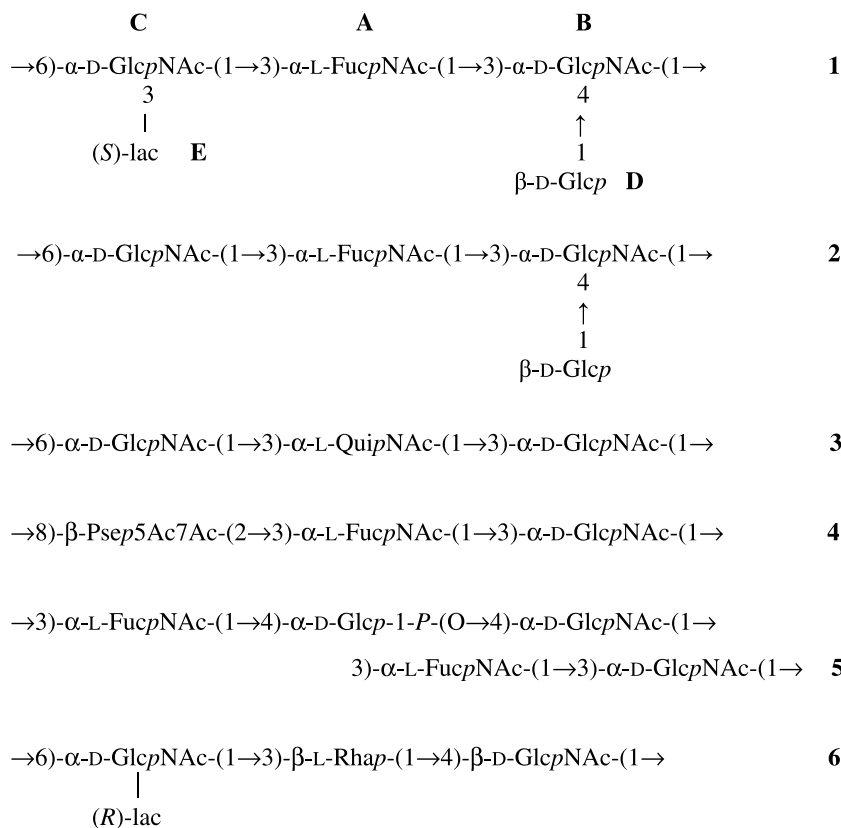 C A B
→6)-α-D-GlcpNAc-(1→3)-α-L-FucpNAc-(1→3)-α-D-GlcpNAc-(1→ 1
3 4
| ↑
(S)-lac E 1
β-D-Glcp D
→6)-α-D-GlcpNAc-(1→3)-α-L-FucpNAc-(1→3)-α-D-GlcpNAc-(1→ 2
4
↑
1
β-D-Glcp
→6)-α-D-GlcpNAc-(1→3)-α-L-QuipNAc-(1→3)-α-D-GlcpNAc-(1→ 3
→8)-β-Psep5Ac7Ac-(2→3)-α-L-FucpNAc-(1→3)-α-D-GlcpNAc-(1→ 4
→3)-α-L-FucpNAc-(1→4)-α-D-Glcp-1-P-(O→4)-α-D-GlcpNAc-(1→
3)-α-L-FucpNAc-(1→3)-α-D-GlcpNAc-(1→ 5
→6)-α-D-GlcpNAc-(1→3)-β-L-Rhap-(1→4)-β-D-GlcpNAc-(1→ 6
|
(R)-lac